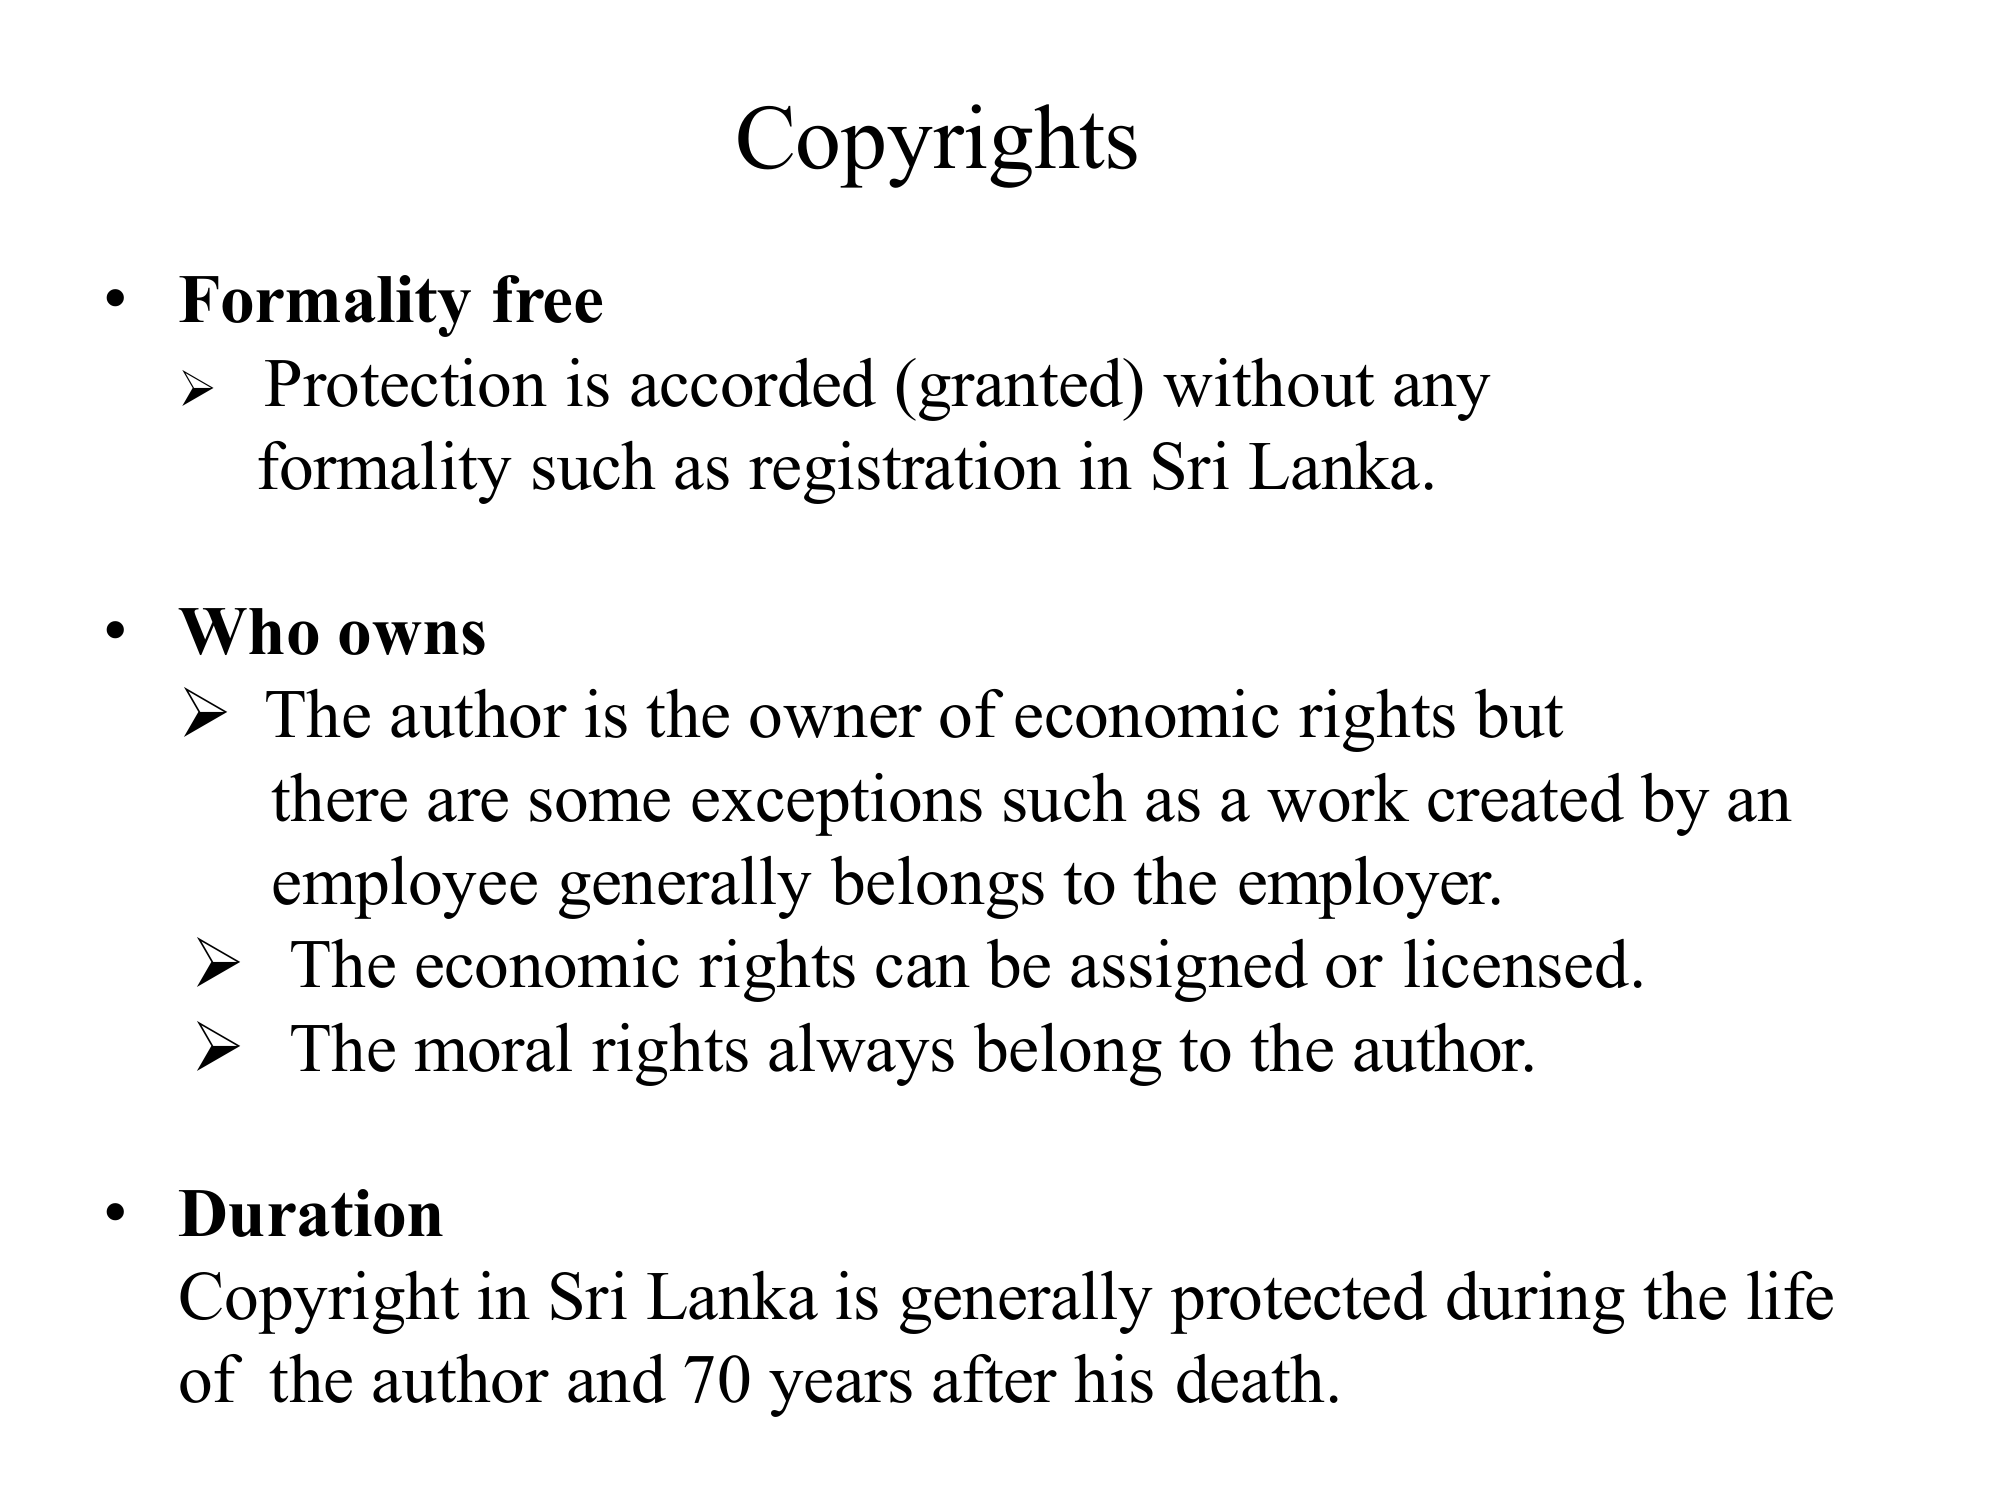 Copyrights
• Formality free
➢ Protection is accorded (granted) without any
formality such as registration in Sri Lanka.
• Who owns
➢ The author is the owner of economic rights but
there are some exceptions such as a work created by an
employee generally belongs to the employer.
➢ The economic rights can be assigned or licensed.
➢ The moral rights always belong to the author.
• Duration
Copyright in Sri Lanka is generally protected during the life
of the author and 70 years after his death.